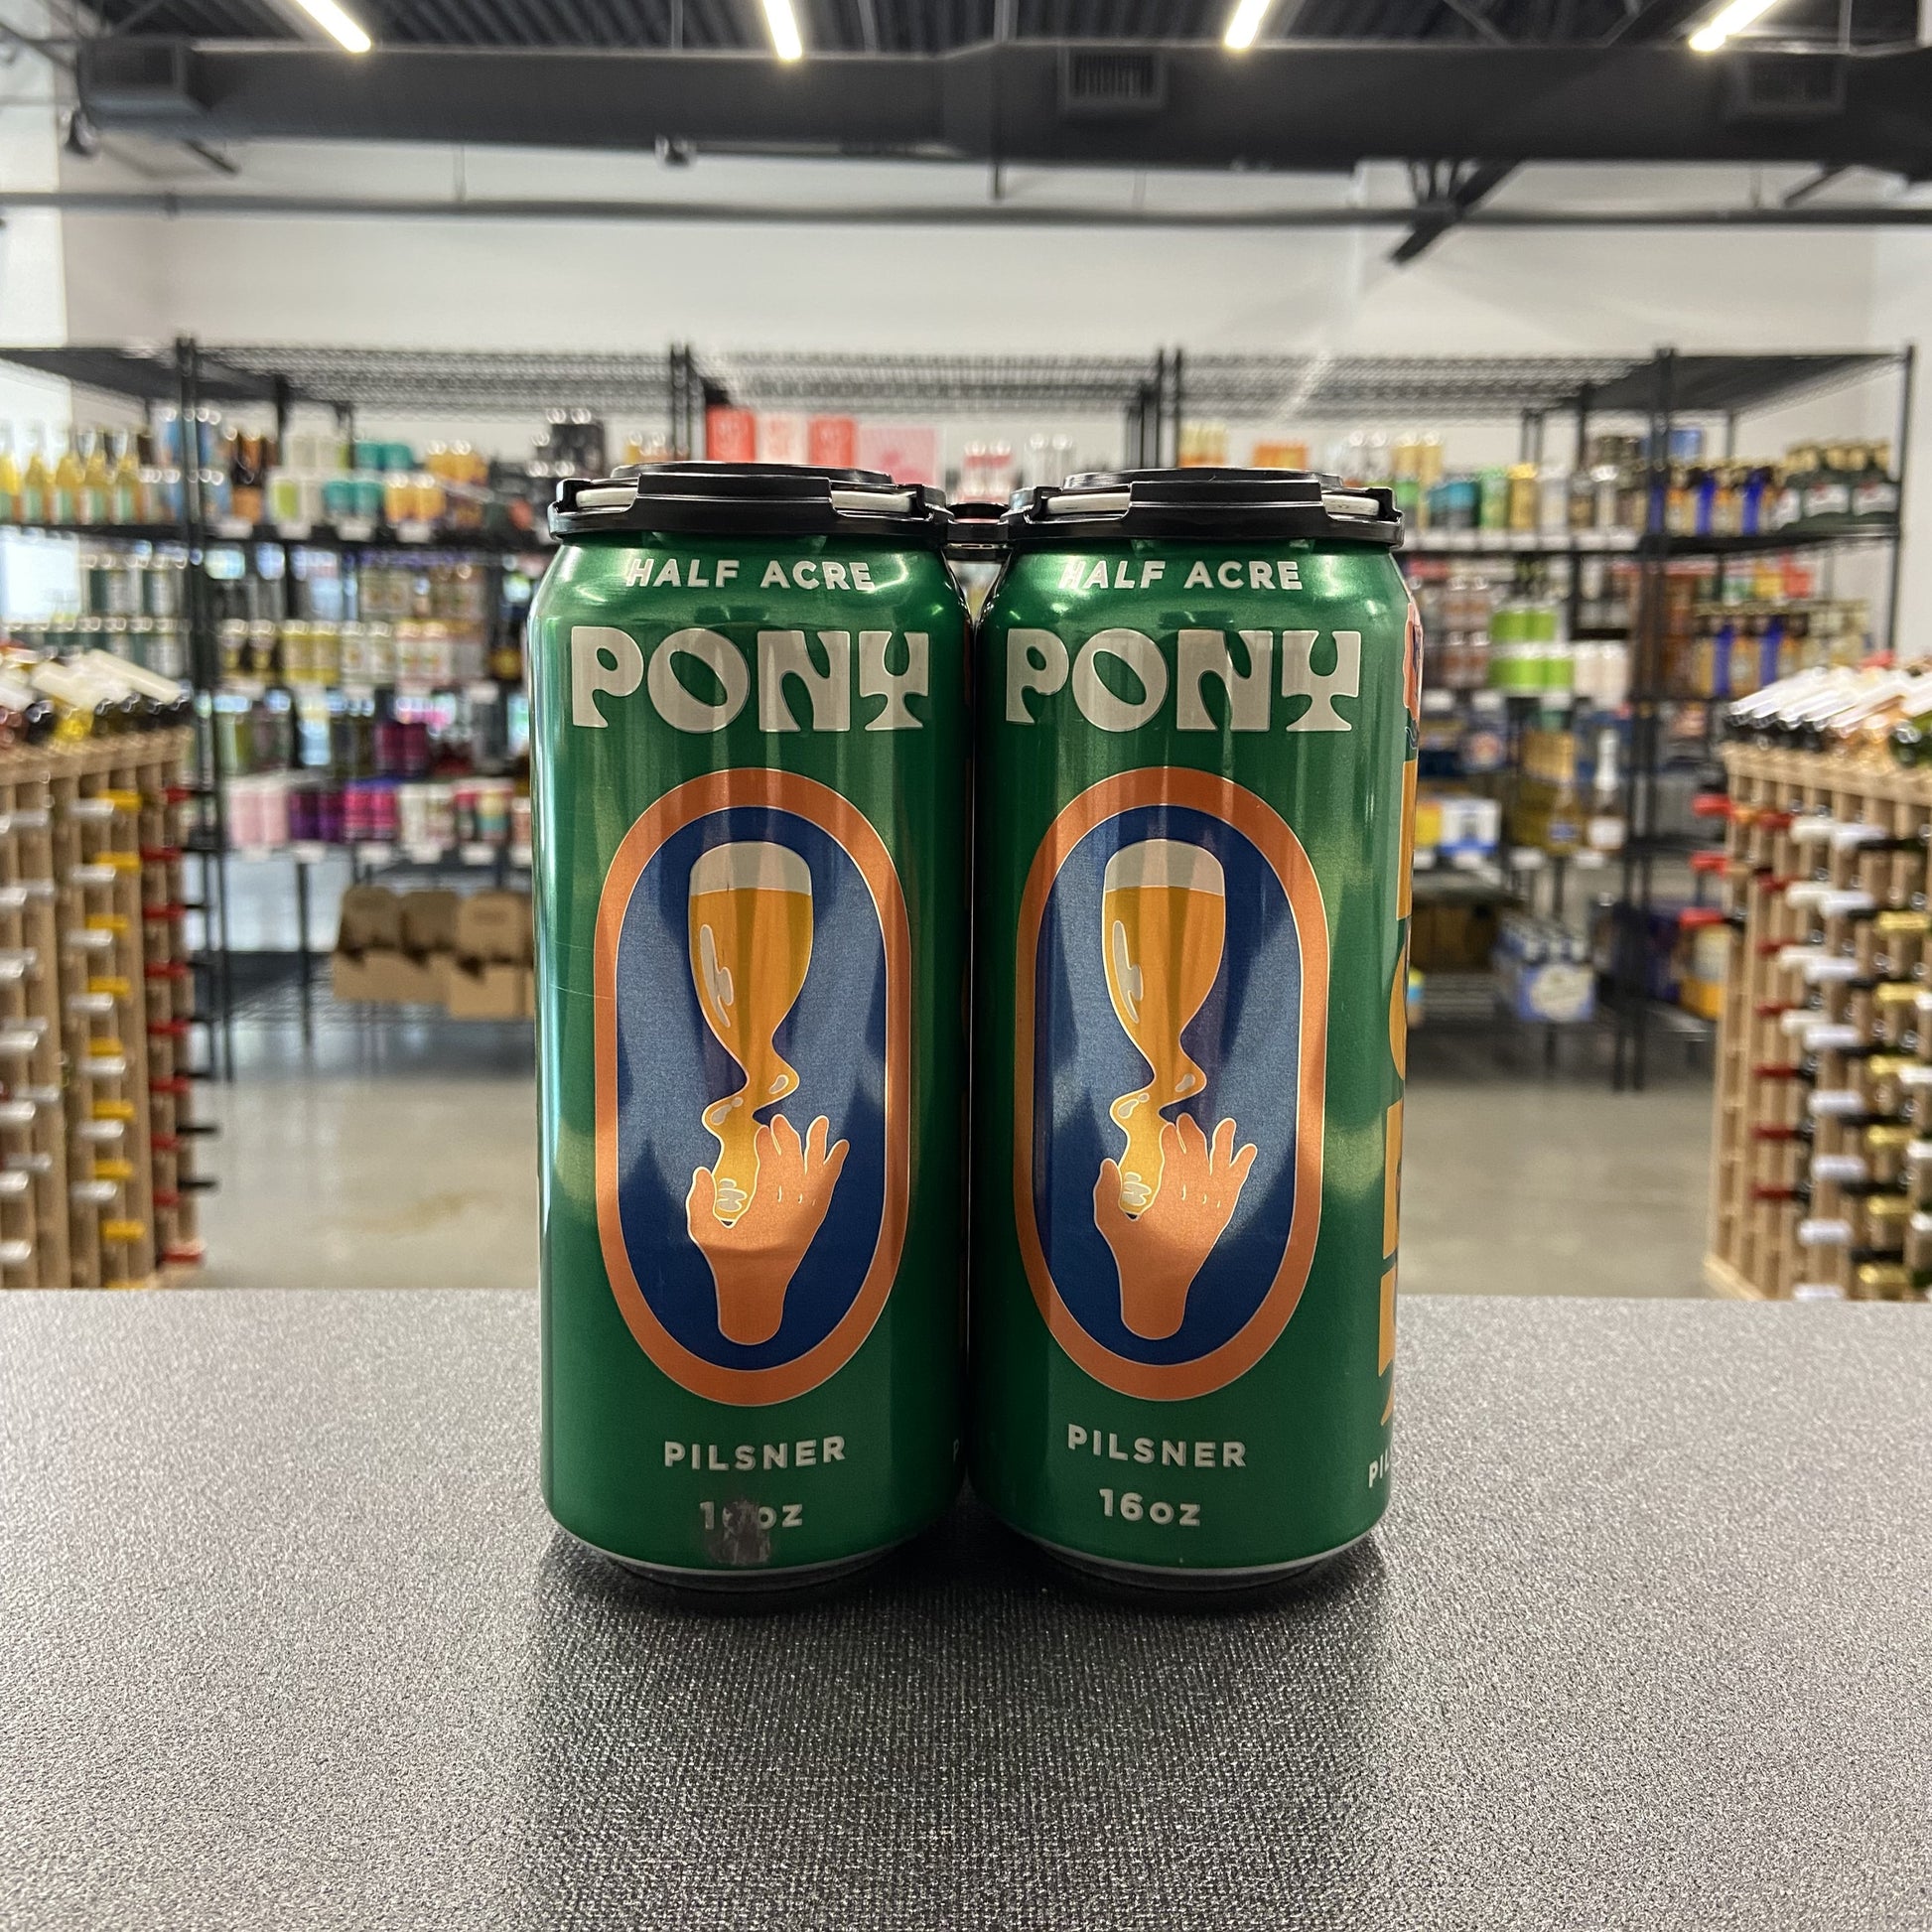 HALF ACRE
PONY
PILSNER
HALF ACRE
PONY
PILSNER
16oz